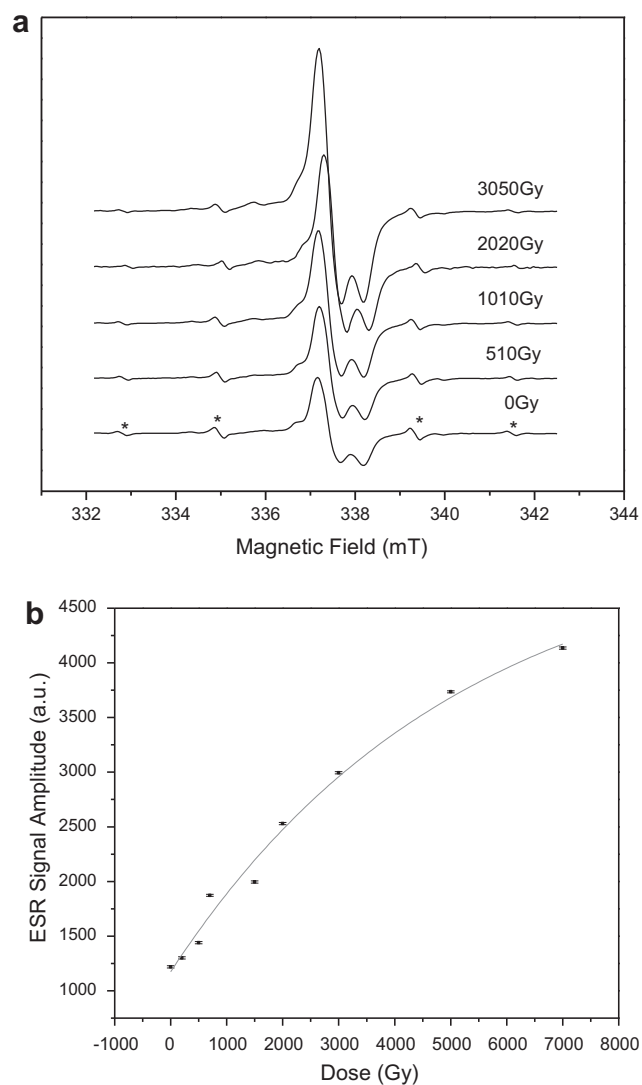 a
3050Gy
2020Gy
1010Gy
510Gy
0Gy
* * * *
332 334 336 338 340 342 344
Magnetic Field (mT)
b
4500
4000
3500
3000
2500
2000
1500
1000
ESR Signal Amplitude (a.u.)
-1000 0 1000 2000 3000 4000 5000 6000 7000 8000
Dose (Gy)